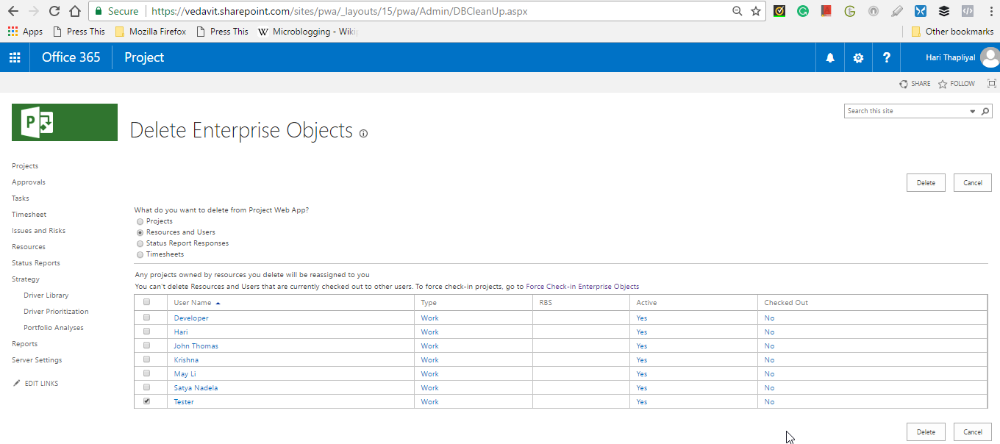 Secure https://vedavit.sharepoint.com/sites/pwa/_layouts/15/pwa/Admin/DBCleanUp.aspx
Apps Press This Mozilla Firefox Press This W Microblogging - Wiki Other bookmarks
Office 365 Project Hari Thapliyal
SHARE FOLLOW
Search this site
P
Delete Enterprise Objects
Projects
Approvals
Tasks
Timesheet
Issues and Risks
Resources
Status Reports
Strategy
Driver Library
Driver Prioritization
Portfolio Analyses
Reports
Server Settings
EDIT LINKS
Delete Cancel
What do you want to delete from Project Web App?
Projects
Resources and Users
Status Report Responses
Timesheets
Any projects owned by resources you delete will be reassigned to you
You can't delete Resources and Users that are currently checked out to other users. To force check-in projects, go to Force Check-in Enterprise Objects
User Name Type RBS Active Checked Out
Developer Work Yes No
Hari Work Yes No
John Thomas Work Yes No
Krishna Work Yes No
May Li Work Yes No
Satya Nadela Work Yes No
Tester Work Yes No
Delete Cancel